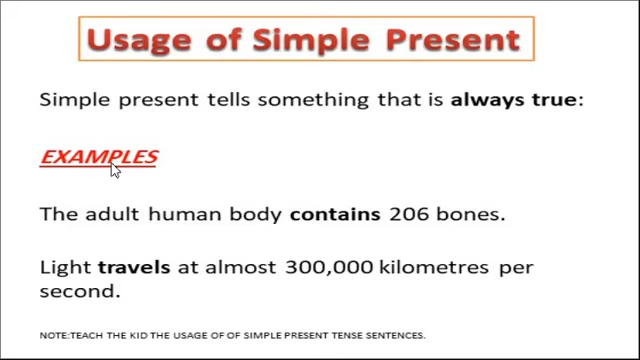 Usage of Simple Present
Simple present tells something that is always true:
EXAMPLES
The adult human body contains 206 bones.
Light travels at almost 300,000 kilometres per
second.
NOTE:TEACH THE KID THE USAGE OF OF SIMPLE PRESENT TENSE SENTENCES.